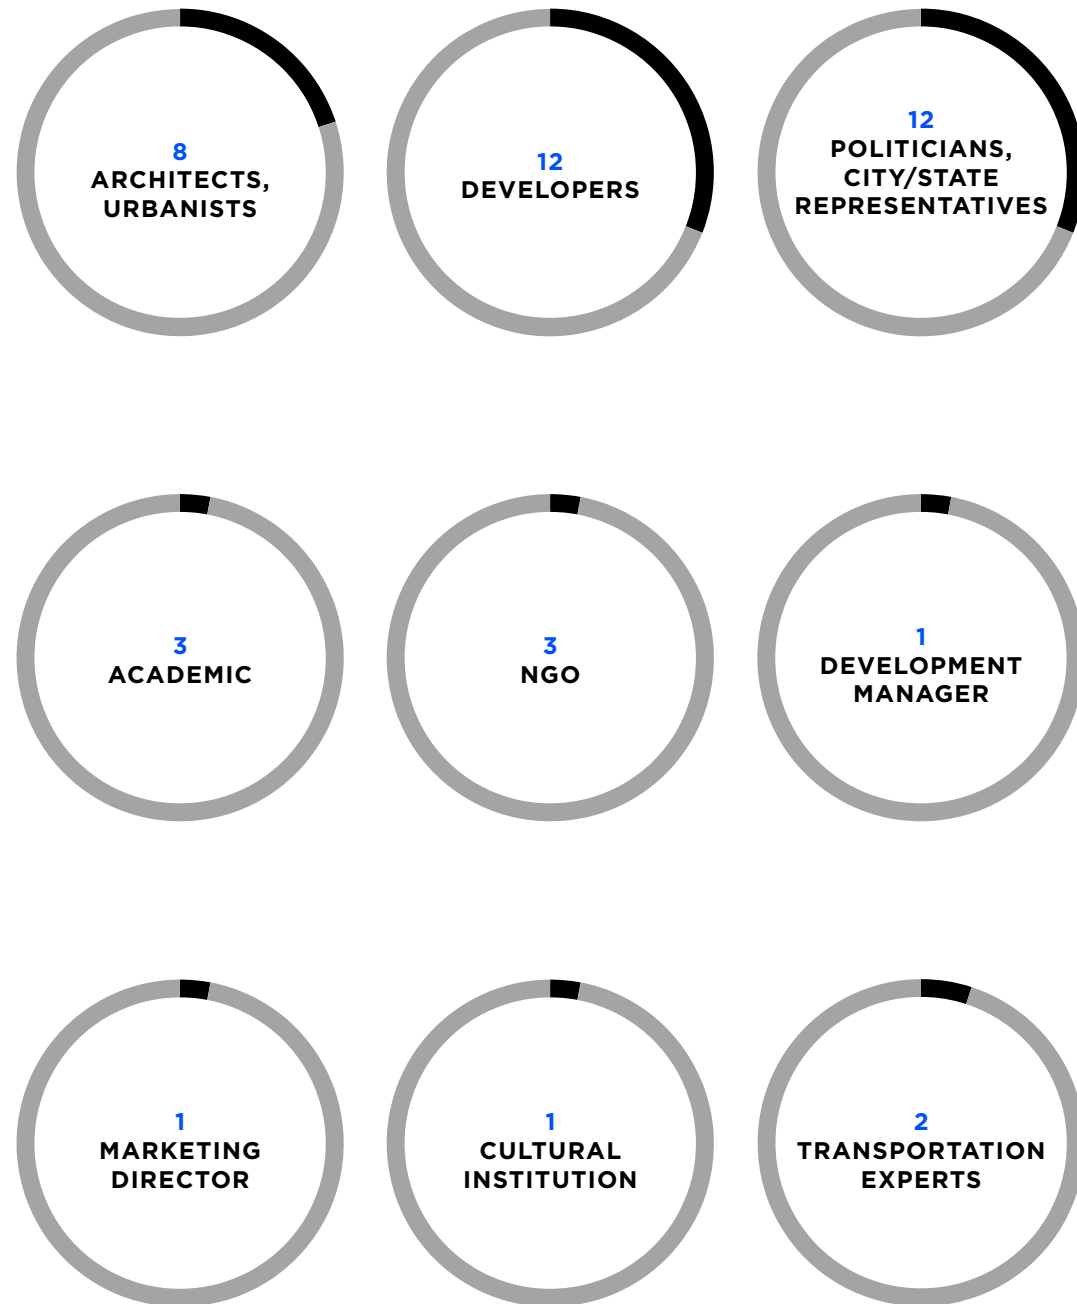 8
ARCHITECTS,
URBANISTS
12
DEVELOPERS
12
POLITICIANS,
CITY/STATE
REPRESENTATIVES
3
ACADEMIC
3
NGO
1
DEVELOPMENT
MANAGER
1
MARKETING
DIRECTOR
1
CULTURAL
INSTITUTION
2
TRANSPORTATION
EXPERTS